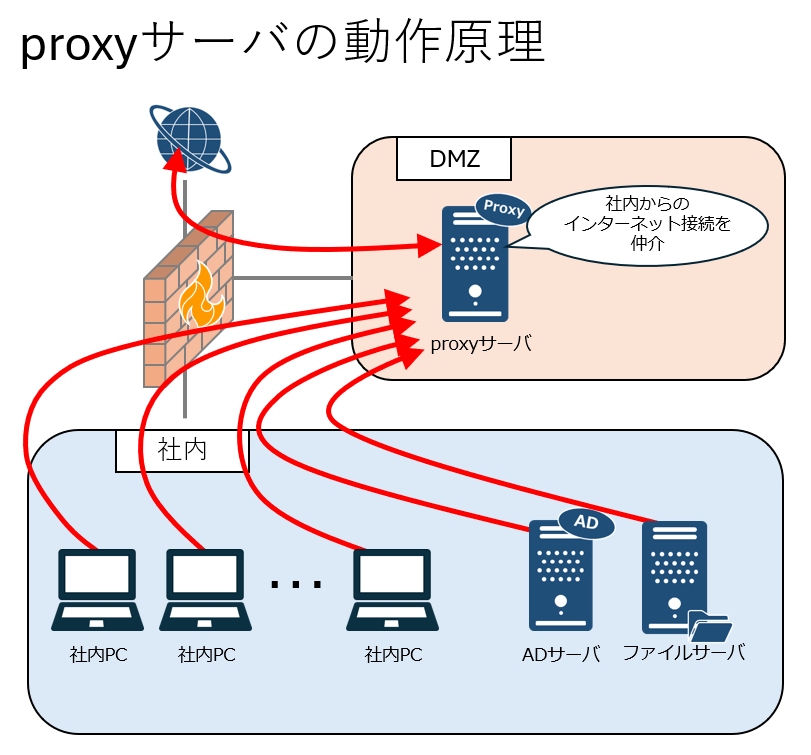 proxyサーバの動作原理
DMZ
Proxy
社内からの
インターネット接続を
仲介
proxyサーバ
社内
AD
...
社内PC
社内PC
社内PC
ADサーバ
ファイルサーバ